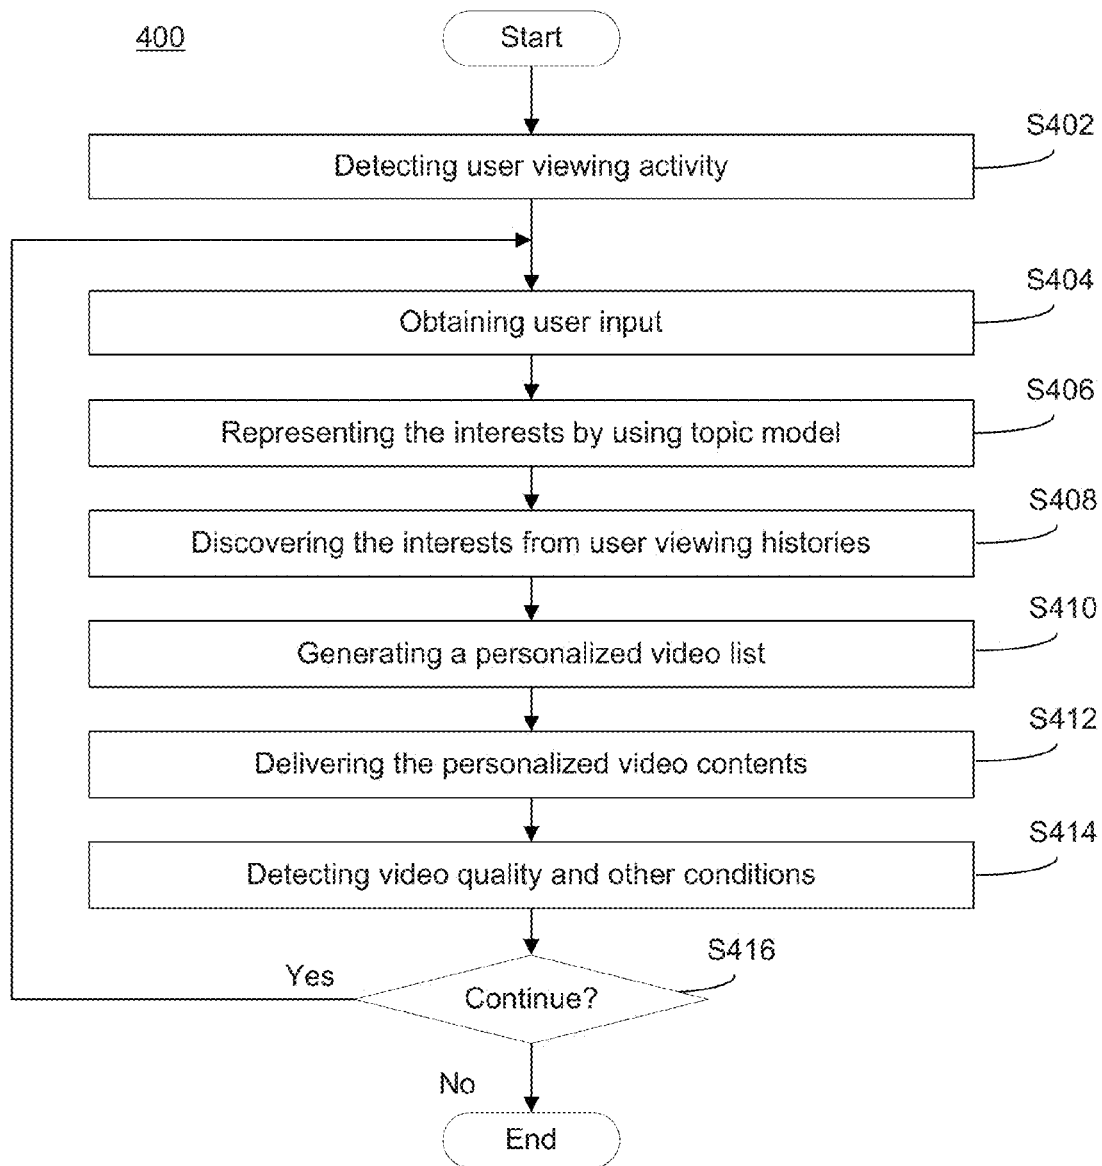 400
Start
S402
Detecting user viewing activity
S404
Obtaining user input
S406
Representing the interests by using topic model
S408
Discovering the interests from user viewing histories
S410
Generating a personalized video list
S412
Delivering the personalized video contents
S414
Detecting video quality and other conditions
S416
Yes
Continue?
No
End